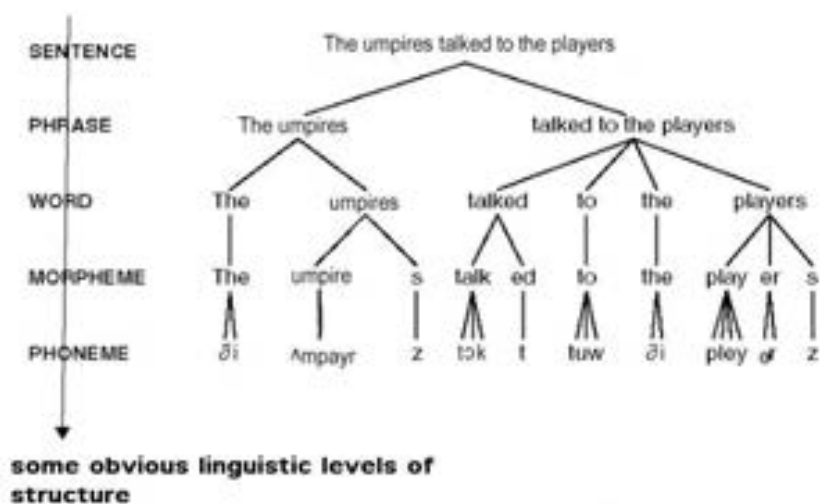 SENTENCE The umpires talked to the players
PHRASE The umpires talked to the players
WORD The umpires talked to the players
MORPHEME The umpire s talk ed to the play er s
PHONEME ði ʌmpayr z tɔk t tuw ði pley ər z
some obvious linguistic levels of
structure